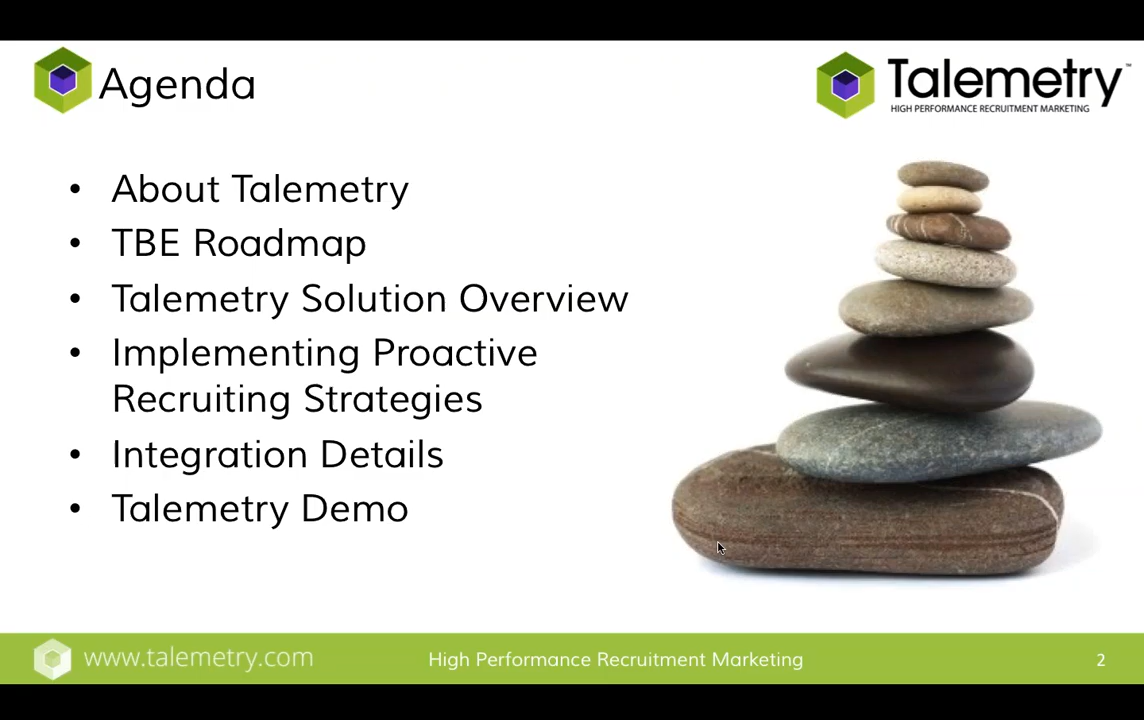 Agenda
Talemetry™
HIGH PERFORMANCE RECRUITMENT MARKETING
• About Talemetry
• TBE Roadmap
• Talemetry Solution Overview
• Implementing Proactive
Recruiting Strategies
• Integration Details
• Talemetry Demo
www.talemetry.com
High Performance Recruitment Marketing
2